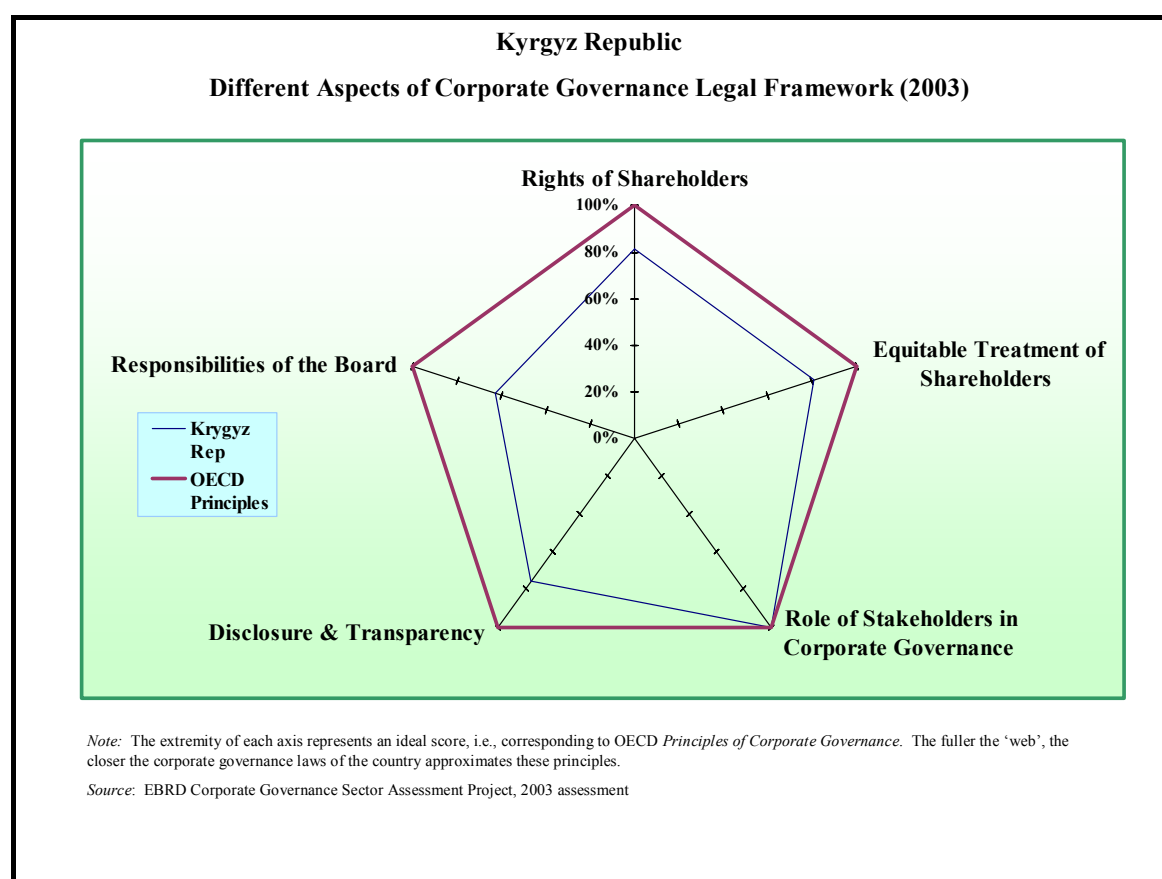 Kyrgyz Republic
Different Aspects of Corporate Governance Legal Framework (2003)
Rights of Shareholders
100%
80%
60%
40%
20%
0%
Equitable Treatment of
Shareholders
Responsibilities of the Board
Krygyz
Rep
OECD
Principles
Disclosure & Transparency
Role of Stakeholders in
Corporate Governance
Note: The extremity of each axis represents an ideal score, i.e., corresponding to OECD Principles of Corporate Governance. The fuller the ‘web’, the
closer the corporate governance laws of the country approximates these principles.
Source: EBRD Corporate Governance Sector Assessment Project, 2003 assessment